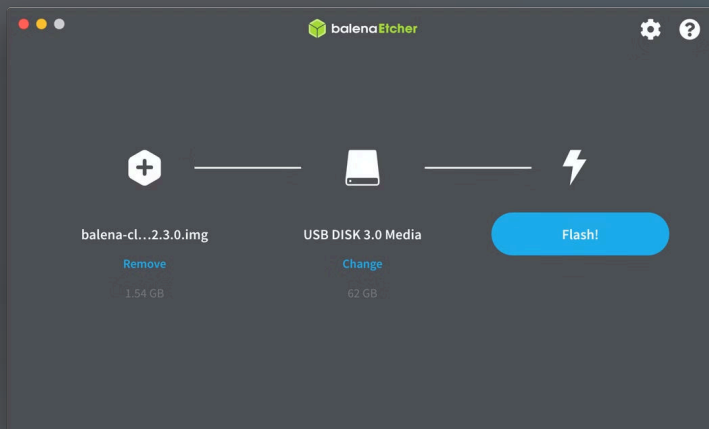 balenaEtcher
balena-cl...2.3.0.img
USB DISK 3.0 Media
Flash!
Remove
Change
1.54 GB
62 GB